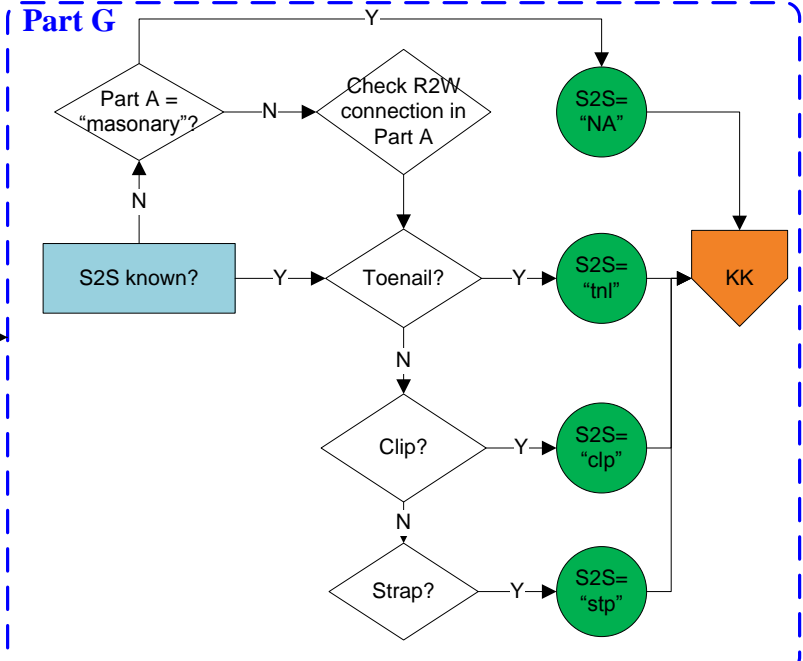 Part G
Y
Part A =
“masonary”?
N
Check R2W
connection in
Part A
S2S=
“NA”
N
S2S known?
Y
Toenail?
Y
S2S=
“tnl”
KK
N
Clip?
Y
S2S=
“clp”
N
Strap?
Y
S2S=
“stp”